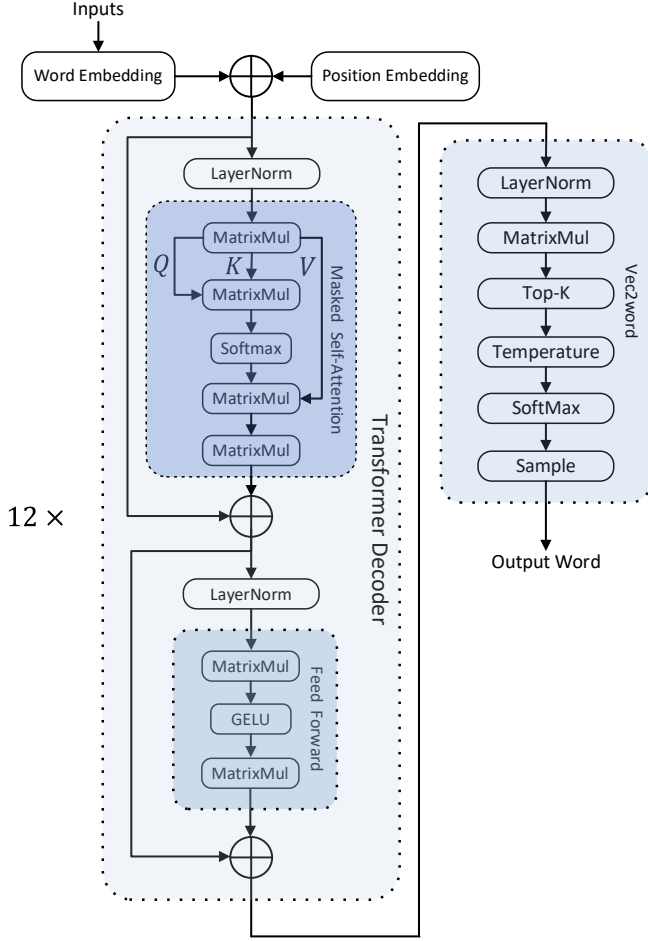 Inputs
Word Embedding
Position Embedding
LayerNorm
MatrixMul
Q
K
V
MatrixMul
Softmax
MatrixMul
MatrixMul
Masked Self-Attention
12 ×
Transformer Decoder
LayerNorm
MatrixMul
GELU
MatrixMul
Feed Forward
LayerNorm
MatrixMul
Top-K
Temperature
SoftMax
Sample
Vec2word
Output Word